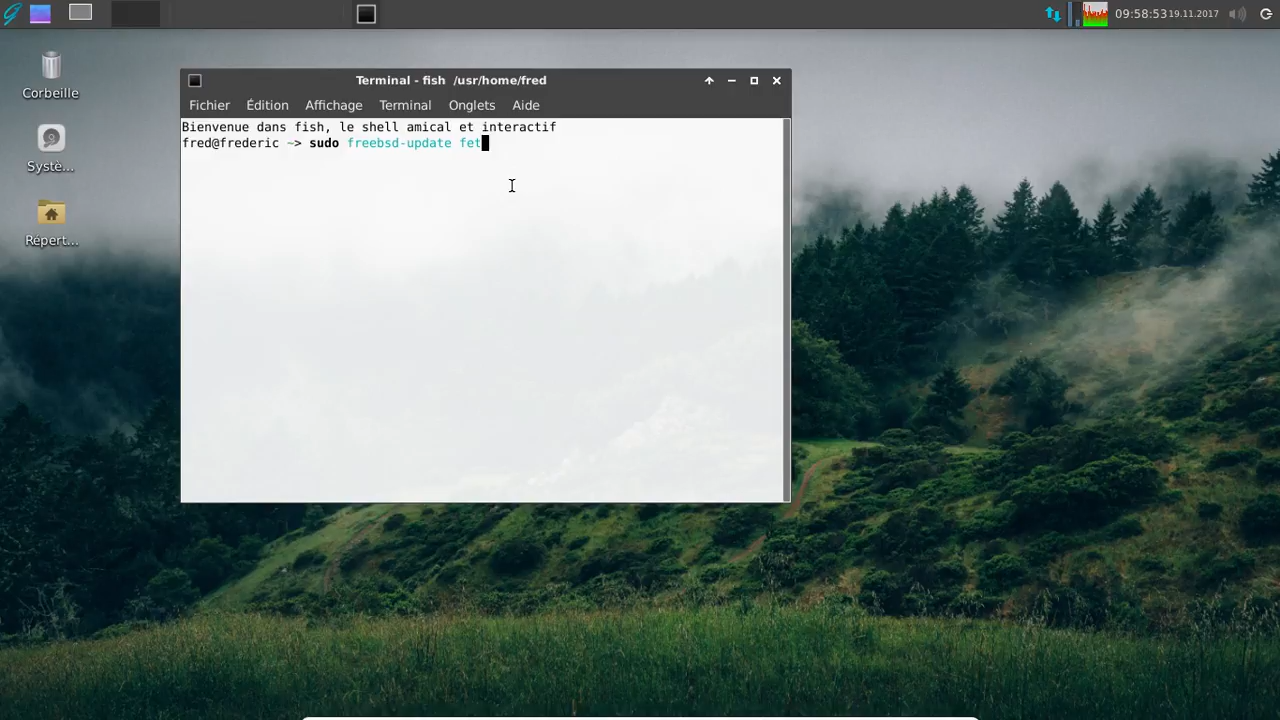 09:58:53 19.11.2017
Corbeille
Systè...
Répert...
Terminal - fish /usr/home/fred
Fichier Édition Affichage Terminal Onglets Aide
Bienvenue dans fish, le shell amical et interactif
fred@frederic ~> sudo freebsd-update fet